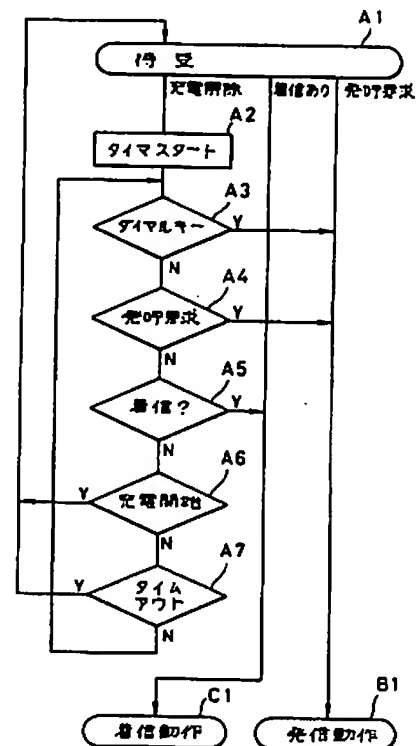 A1
待受
充電解除 着信あり 発呼要求
A2
タイマスタート
A3
ダイヤルキー
Y
N
A4
発呼要求
Y
N
A5
着信?
Y
N
A6
充電開始
Y
N
A7
タイム
アウト
Y
N
C1
着信動作
B1
発信動作